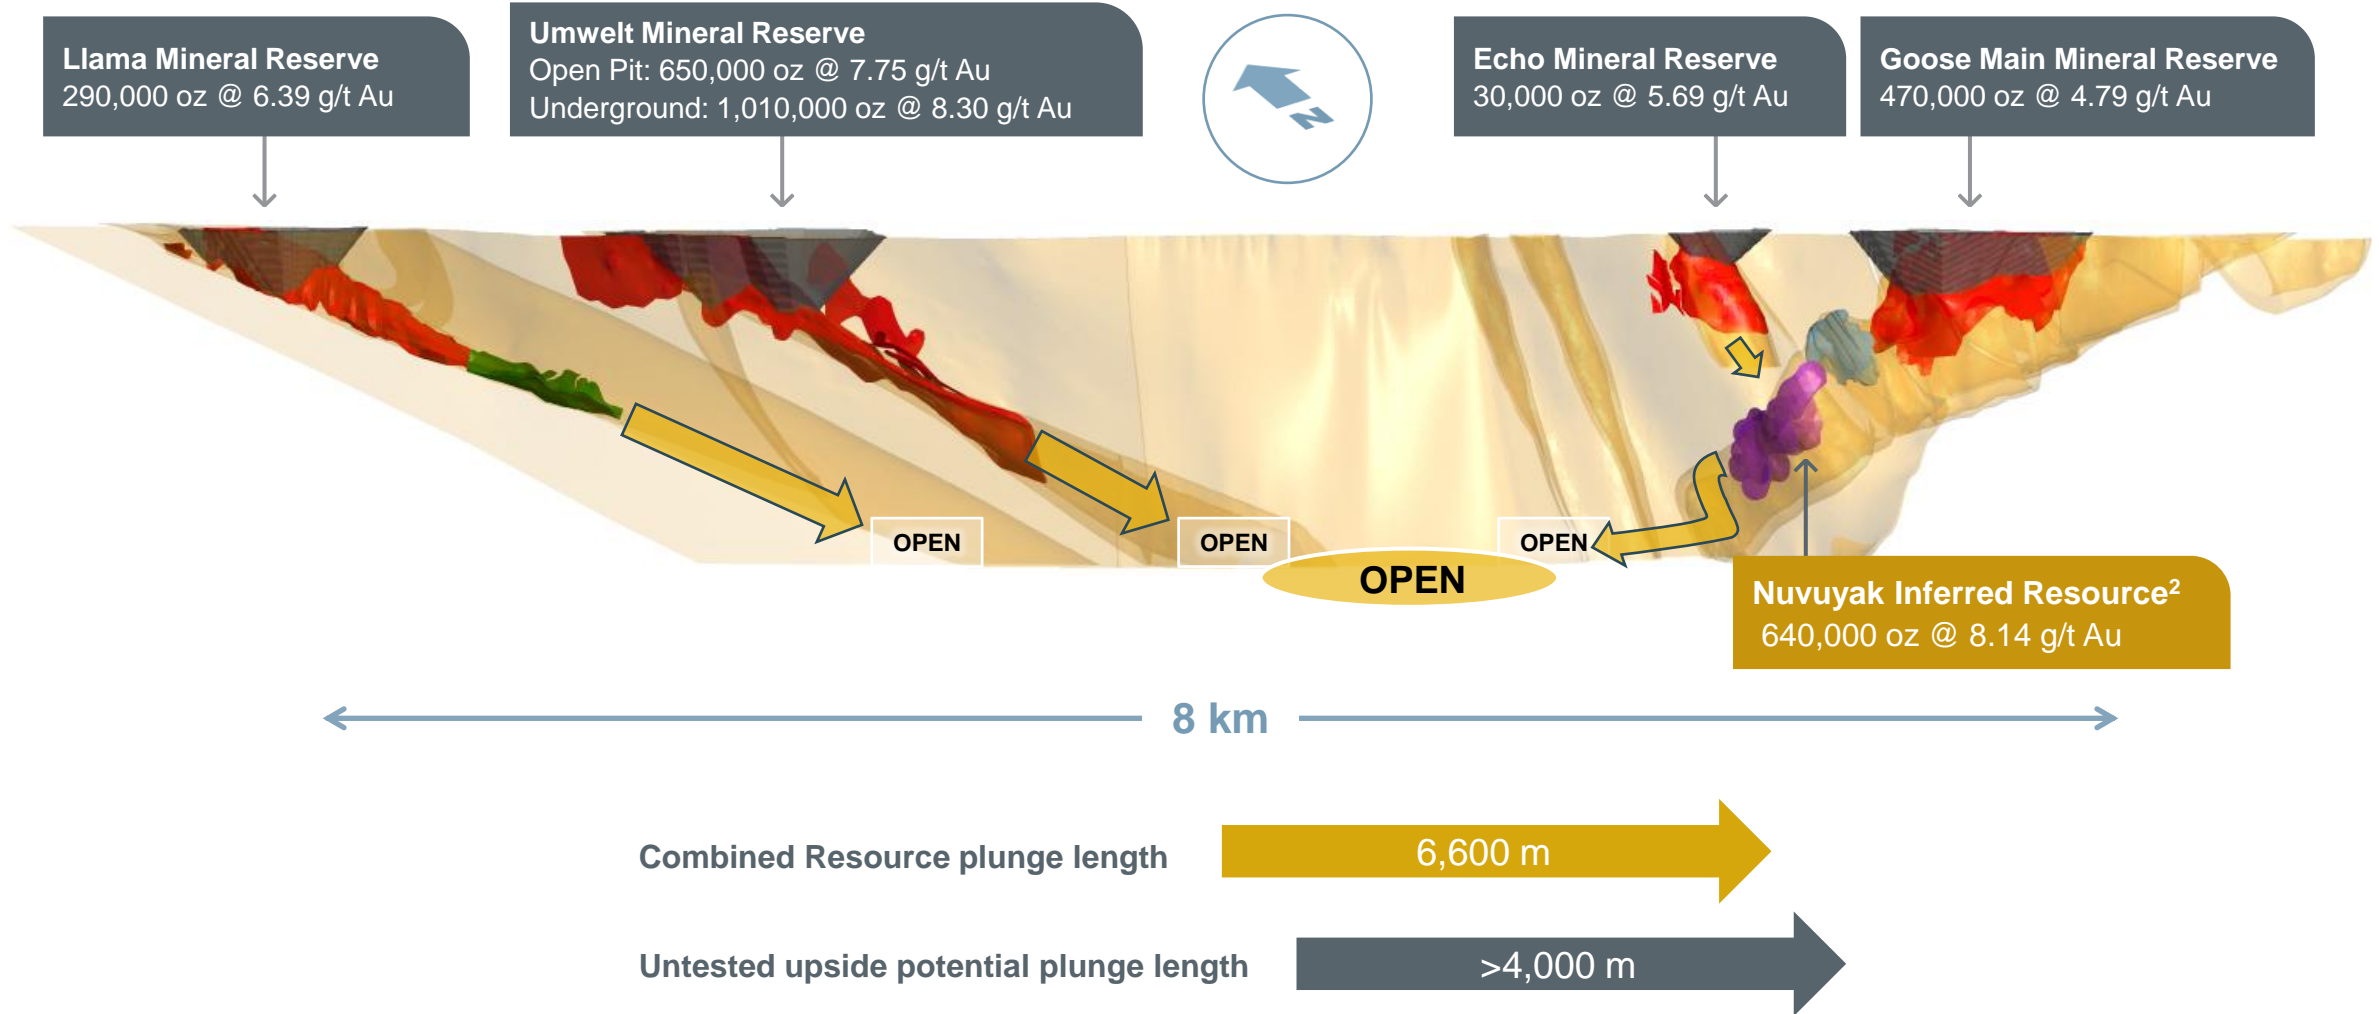 Llama Mineral Reserve
290,000 oz @ 6.39 g/t Au
Umwelt Mineral Reserve
Open Pit: 650,000 oz @ 7.75 g/t Au
Underground: 1,010,000 oz @ 8.30 g/t Au
N
Echo Mineral Reserve
30,000 oz @ 5.69 g/t Au
Goose Main Mineral Reserve
470,000 oz @ 4.79 g/t Au
OPEN
OPEN
OPEN
OPEN
Nuvuyak Inferred Resource²
640,000 oz @ 8.14 g/t Au
8 km
Combined Resource plunge length
6,600 m
Untested upside potential plunge length
>4,000 m